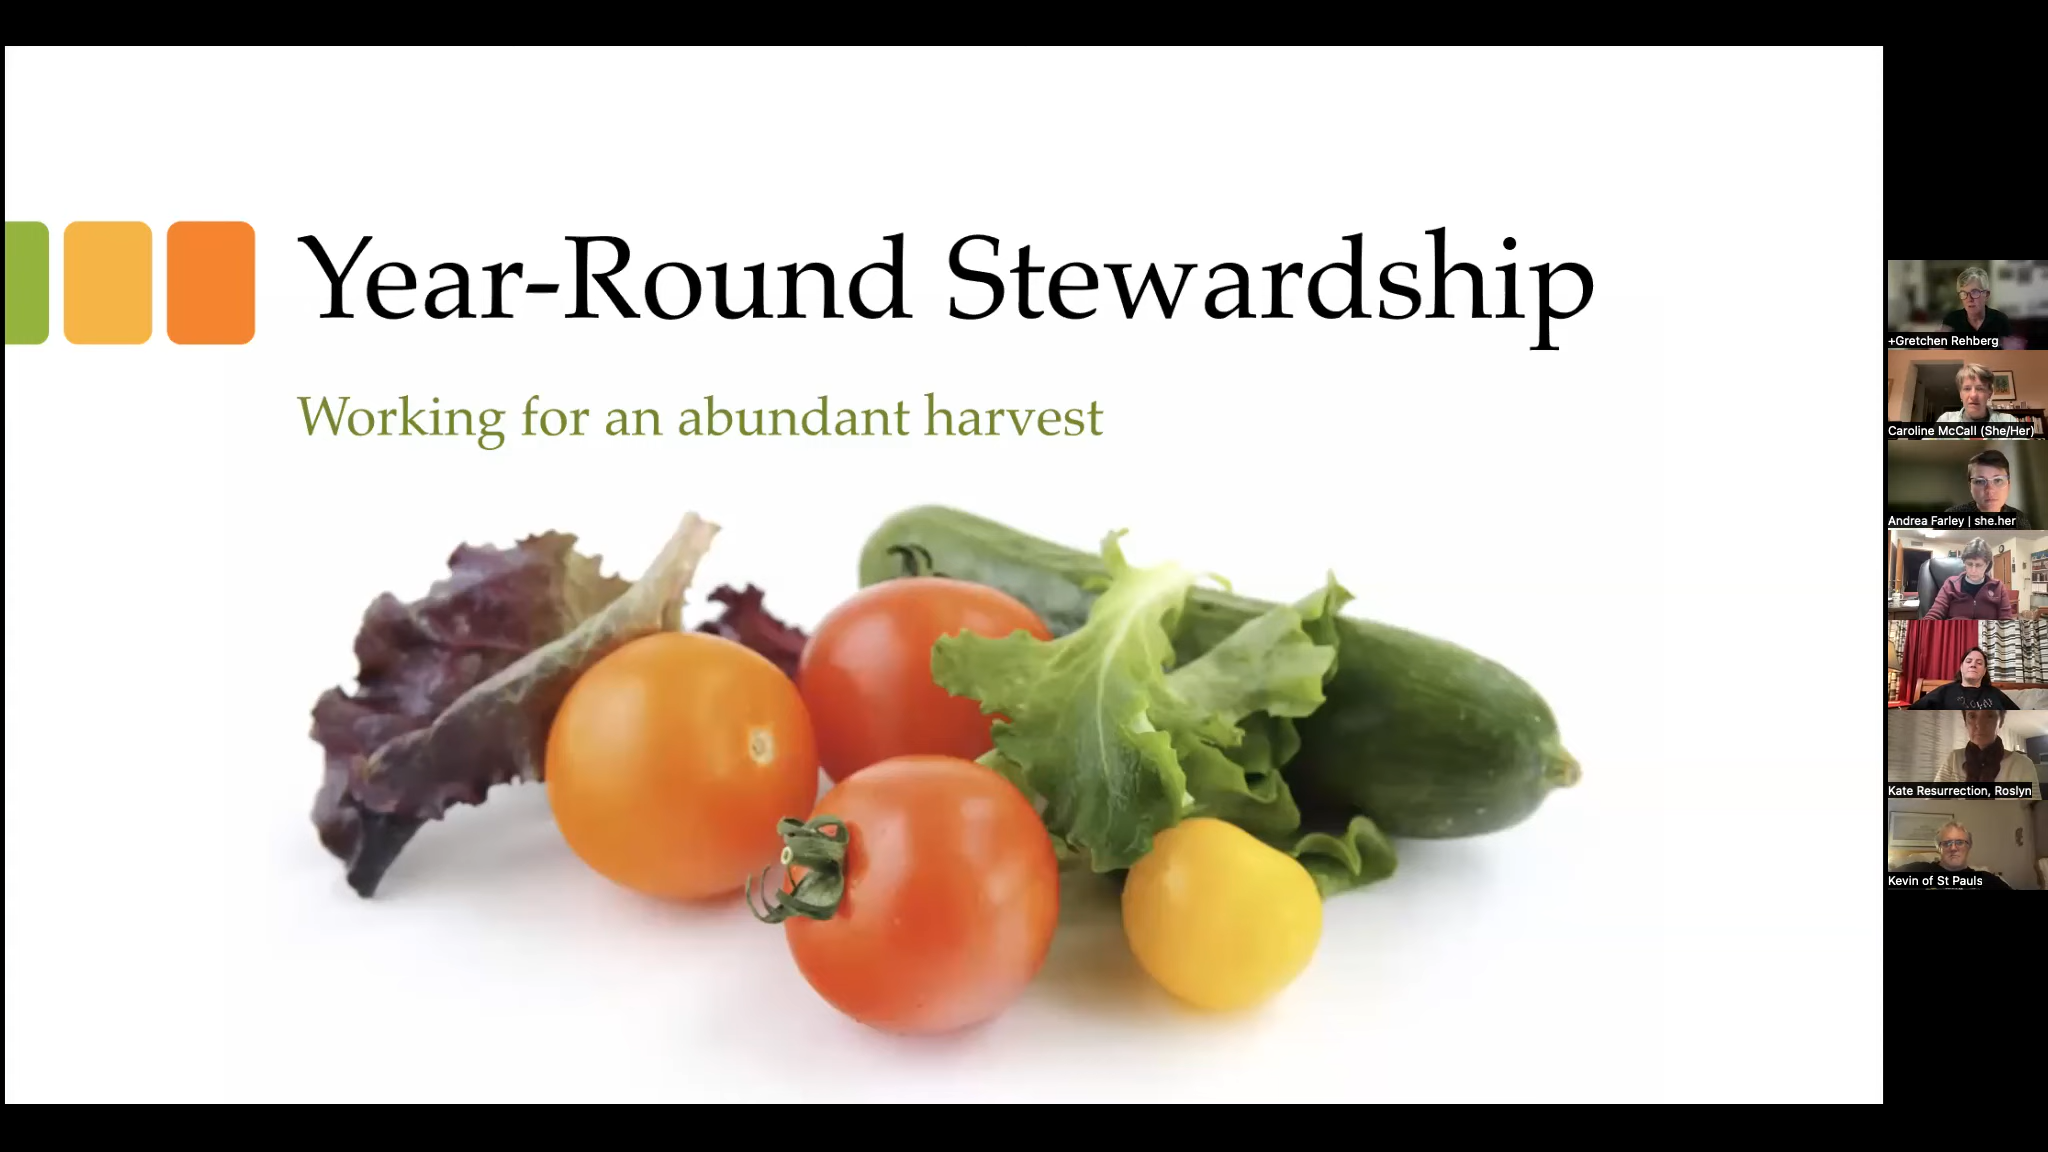 Year-Round Stewardship
Working for an abundant harvest
+Gretchen Rehberg
Caroline McCall (She/Her)
Andrea Farley | she.her
Kate Resurrection, Roslyn
Kevin of St Pauls